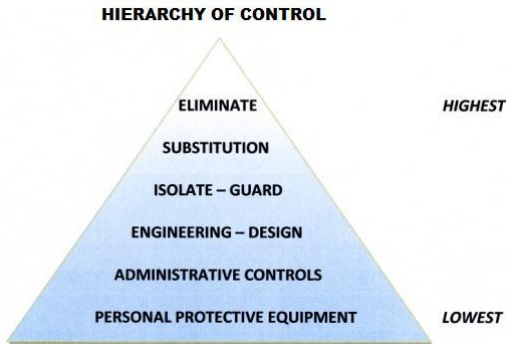 HIERARCHY OF CONTROL
ELIMINATE
HIGHEST
SUBSTITUTION
ISOLATE – GUARD
ENGINEERING – DESIGN
ADMINISTRATIVE CONTROLS
PERSONAL PROTECTIVE EQUIPMENT
LOWEST